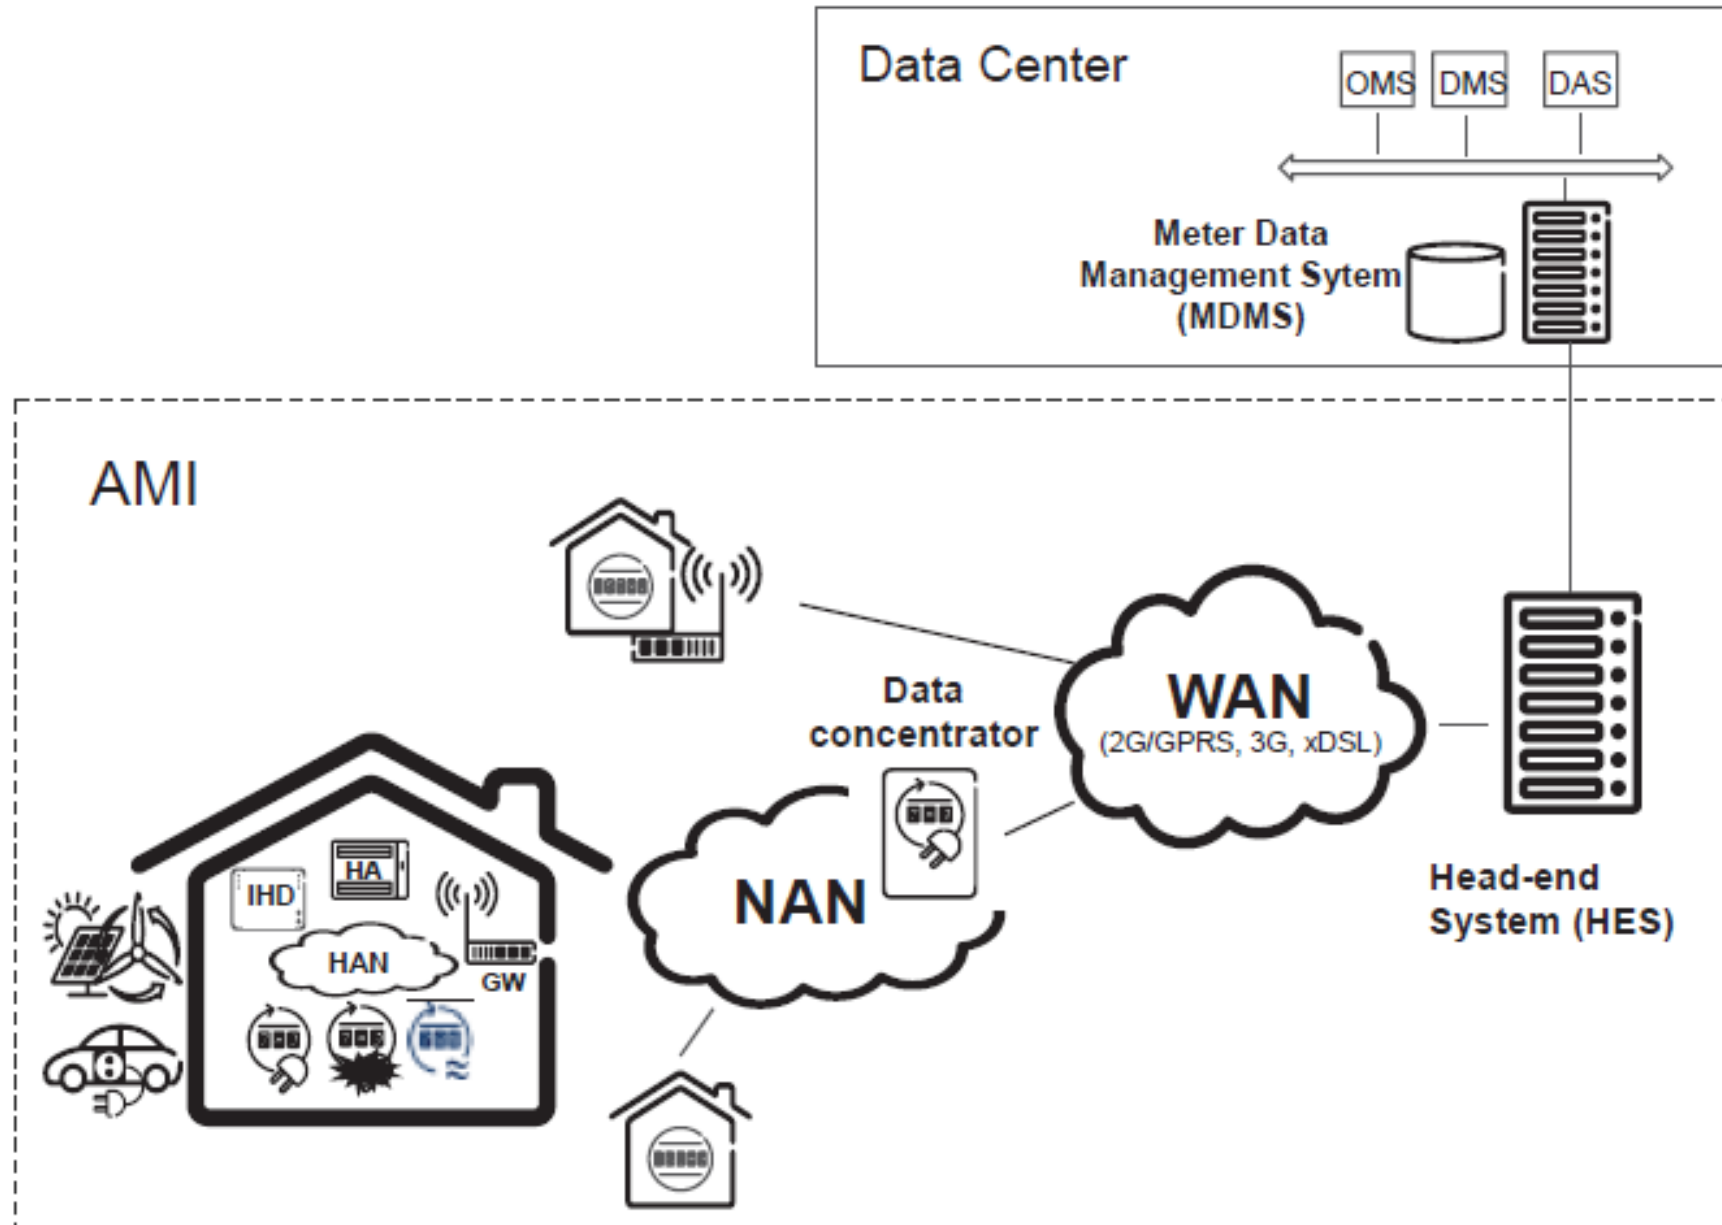 Data Center
OMS DMS DAS
Meter Data
Management Sytem
(MDMS)
AMI
Data
concentrator
WAN
(2G/GPRS, 3G, xDSL)
HA
IHD
NAN
HAN
GW
Head-end
System (HES)